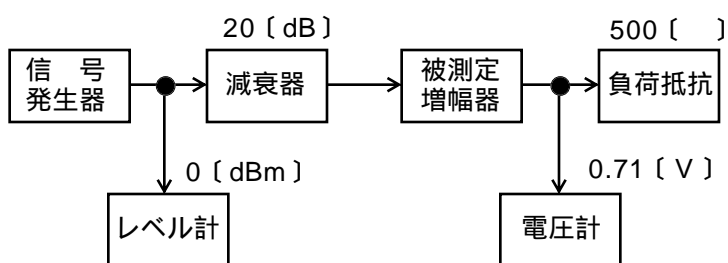 20〔dB〕
500〔　〕
信　号
発生器
減衰器
被測定
増幅器
負荷抵抗
0〔dBm〕
0.71〔V〕
レベル計
電圧計